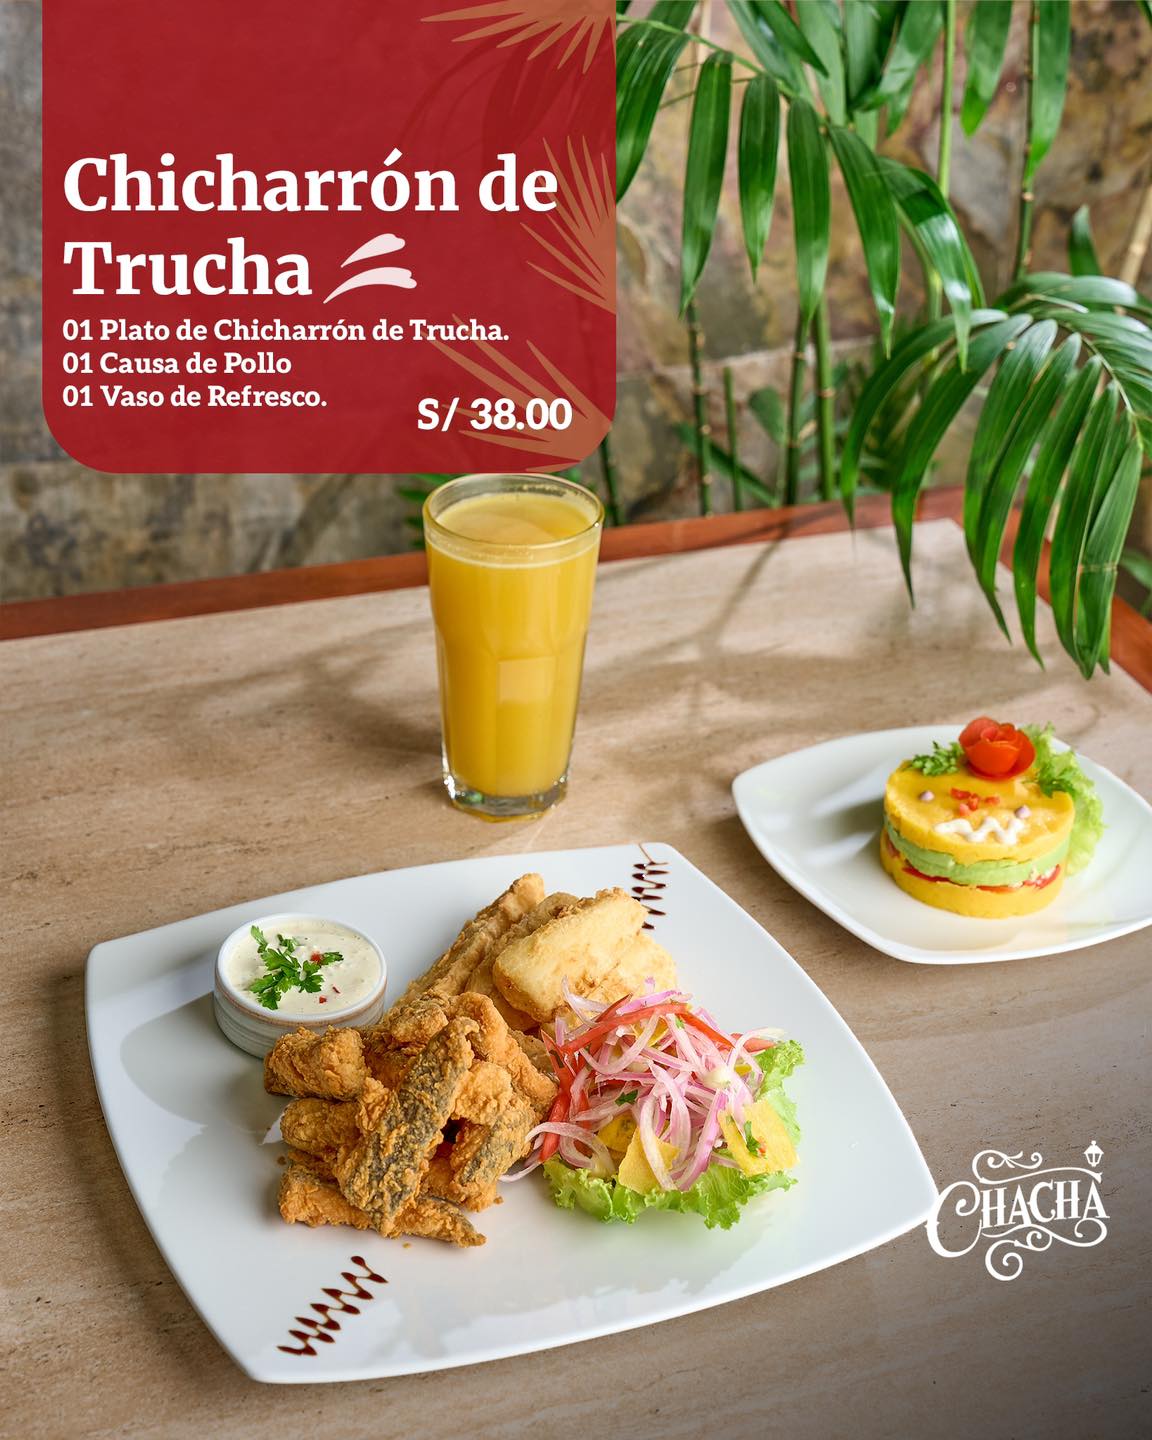 Chicharrón de
Trucha
01 Plato de Chicharrón de Trucha.
01 Causa de Pollo
01 Vaso de Refresco.
S/ 38.00
CHACHÁ